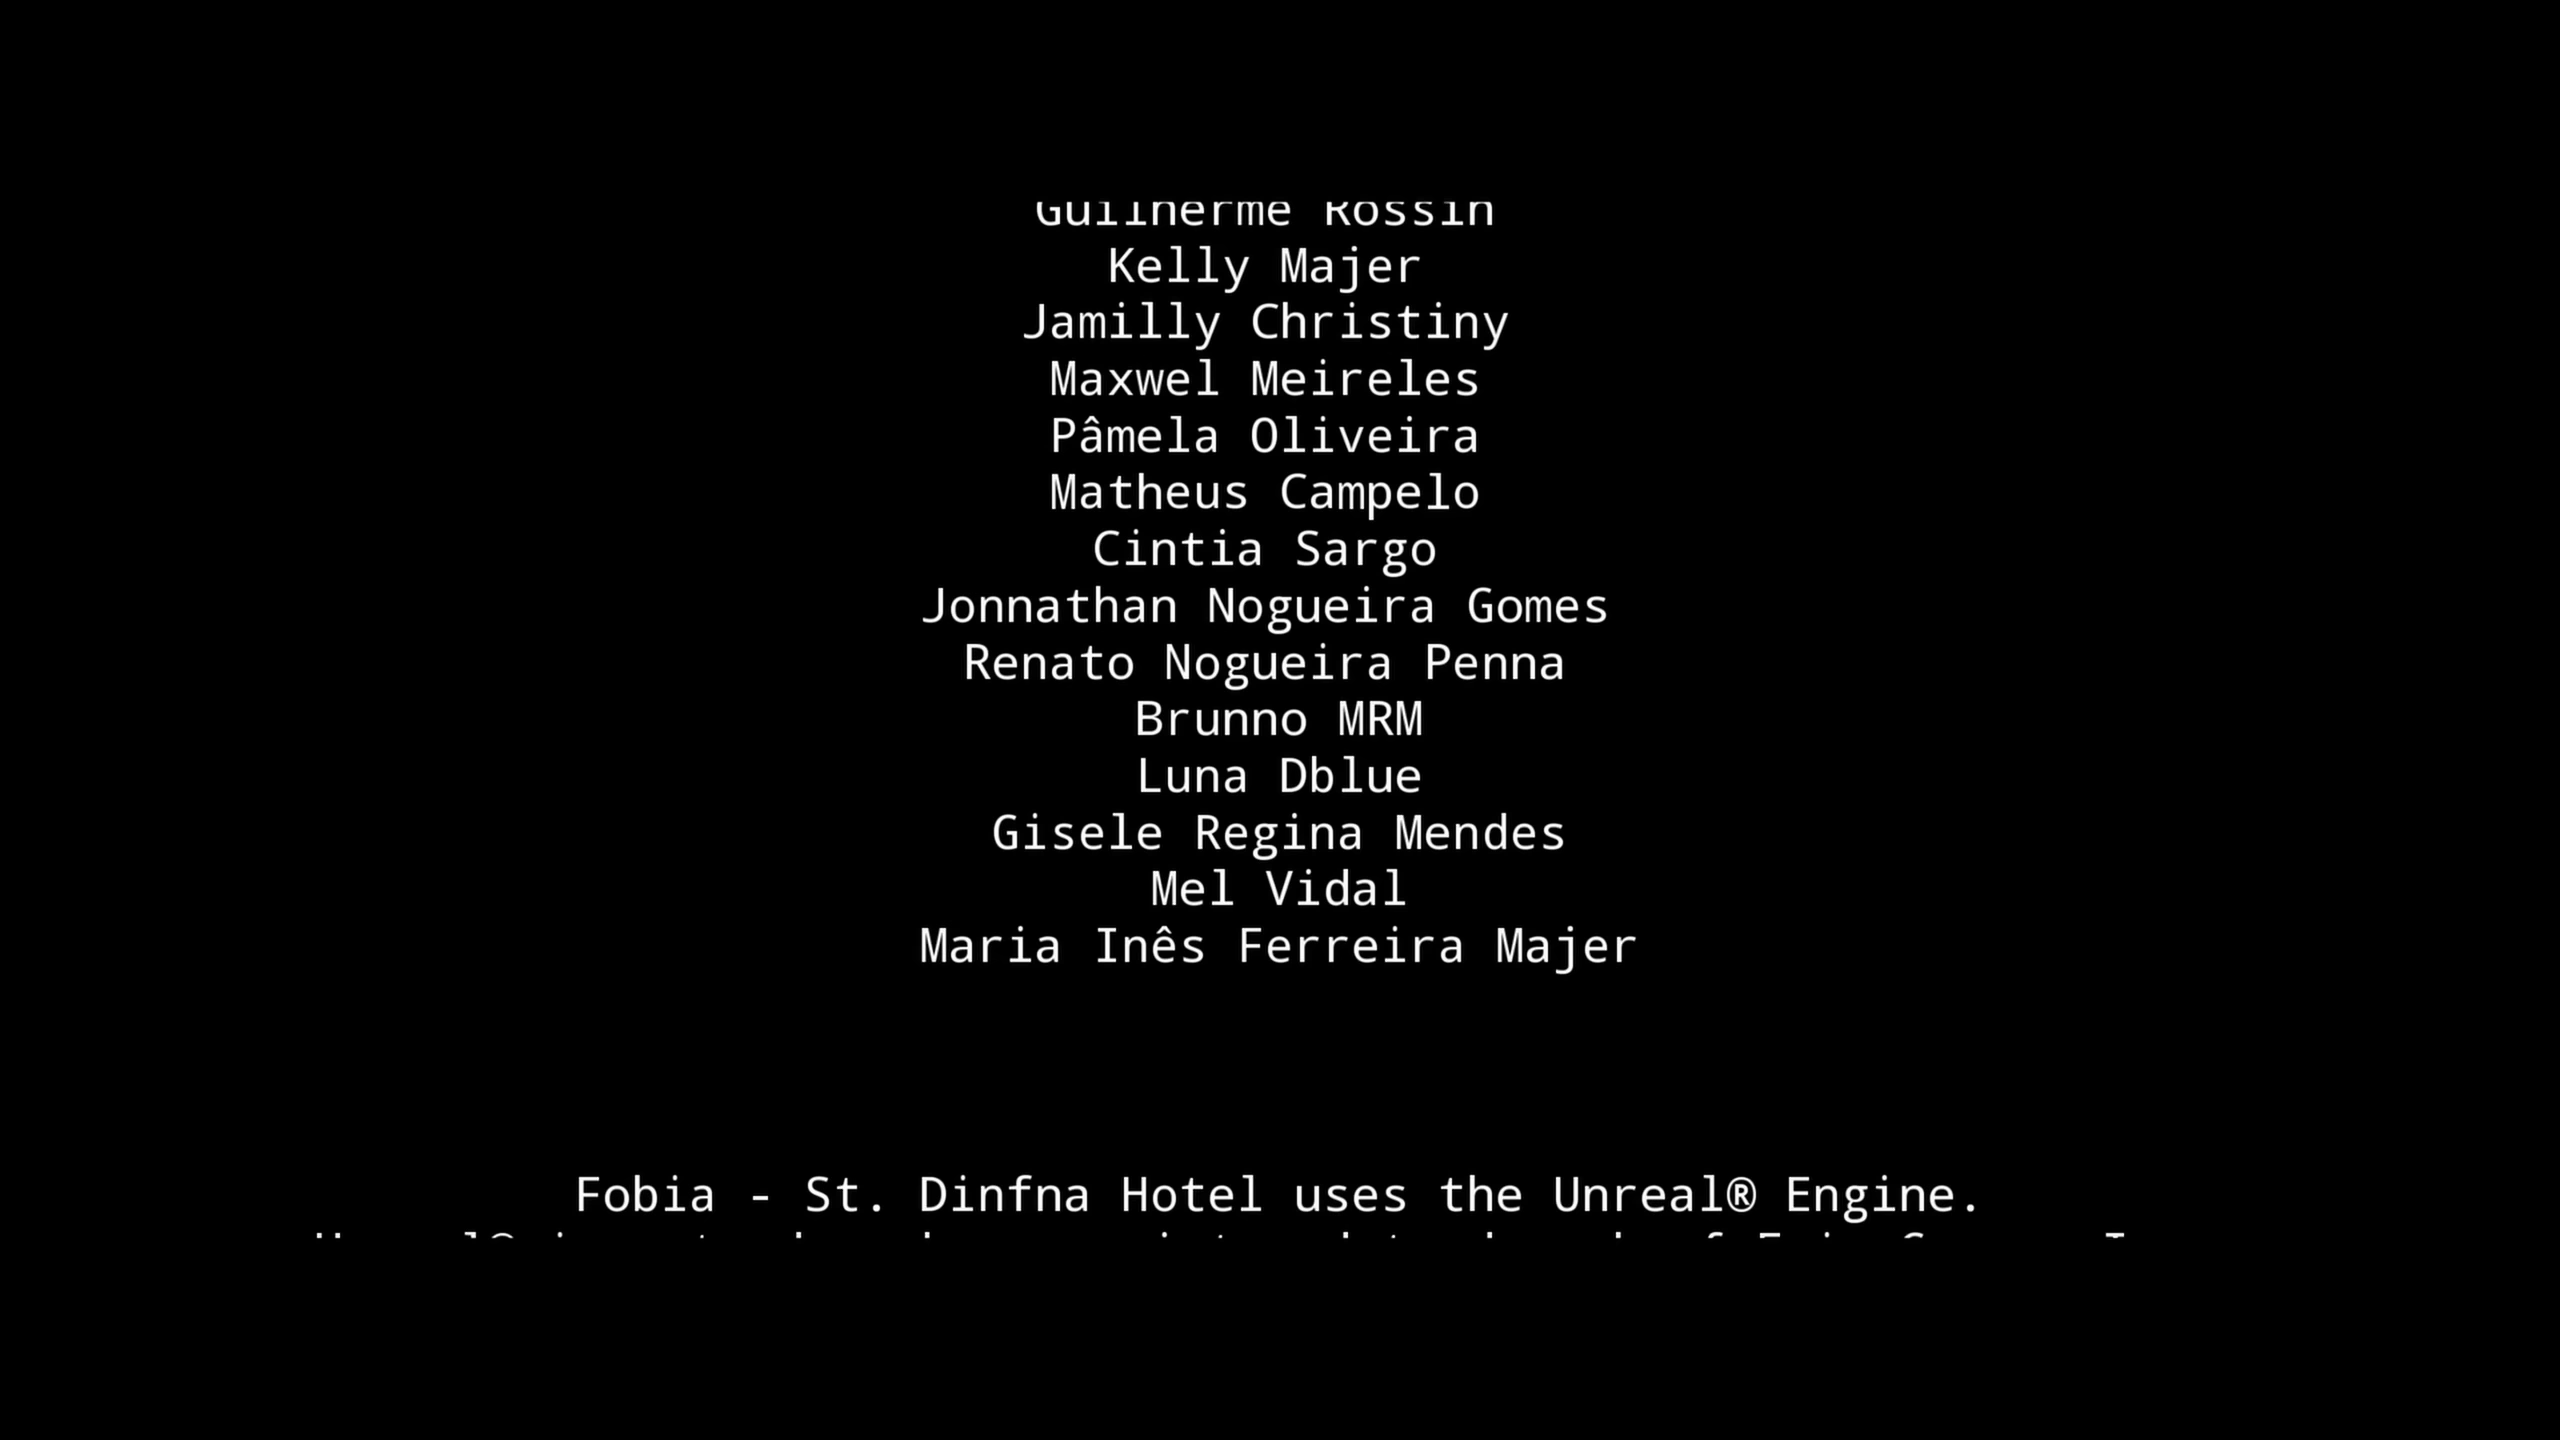 Guilherme Rossin
Kelly Majer
Jamilly Christiny
Maxwel Meireles
Pâmela Oliveira
Matheus Campelo
Cintia Sargo
Jonnathan Nogueira Gomes
Renato Nogueira Penna
Brunno MRM
Luna Dblue
Gisele Regina Mendes
Mel Vidal
Maria Inês Ferreira Majer
Fobia - St. Dinfna Hotel uses the Unreal® Engine.